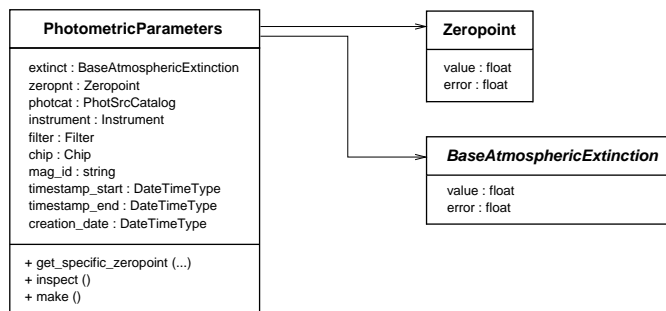 PhotometricParameters
extinct : BaseAtmosphericExtinction
zeropnt : Zeropoint
photcat : PhotSrcCatalog
instrument : Instrument
filter : Filter
chip : Chip
mag_id : string
timestamp_start : DateTimeType
timestamp_end : DateTimeType
creation_date : DateTimeType
+ get_specific_zeropoint (...)
+ inspect ()
+ make ()
Zeropoint
value : float
error : float
BaseAtmosphericExtinction
value : float
error : float